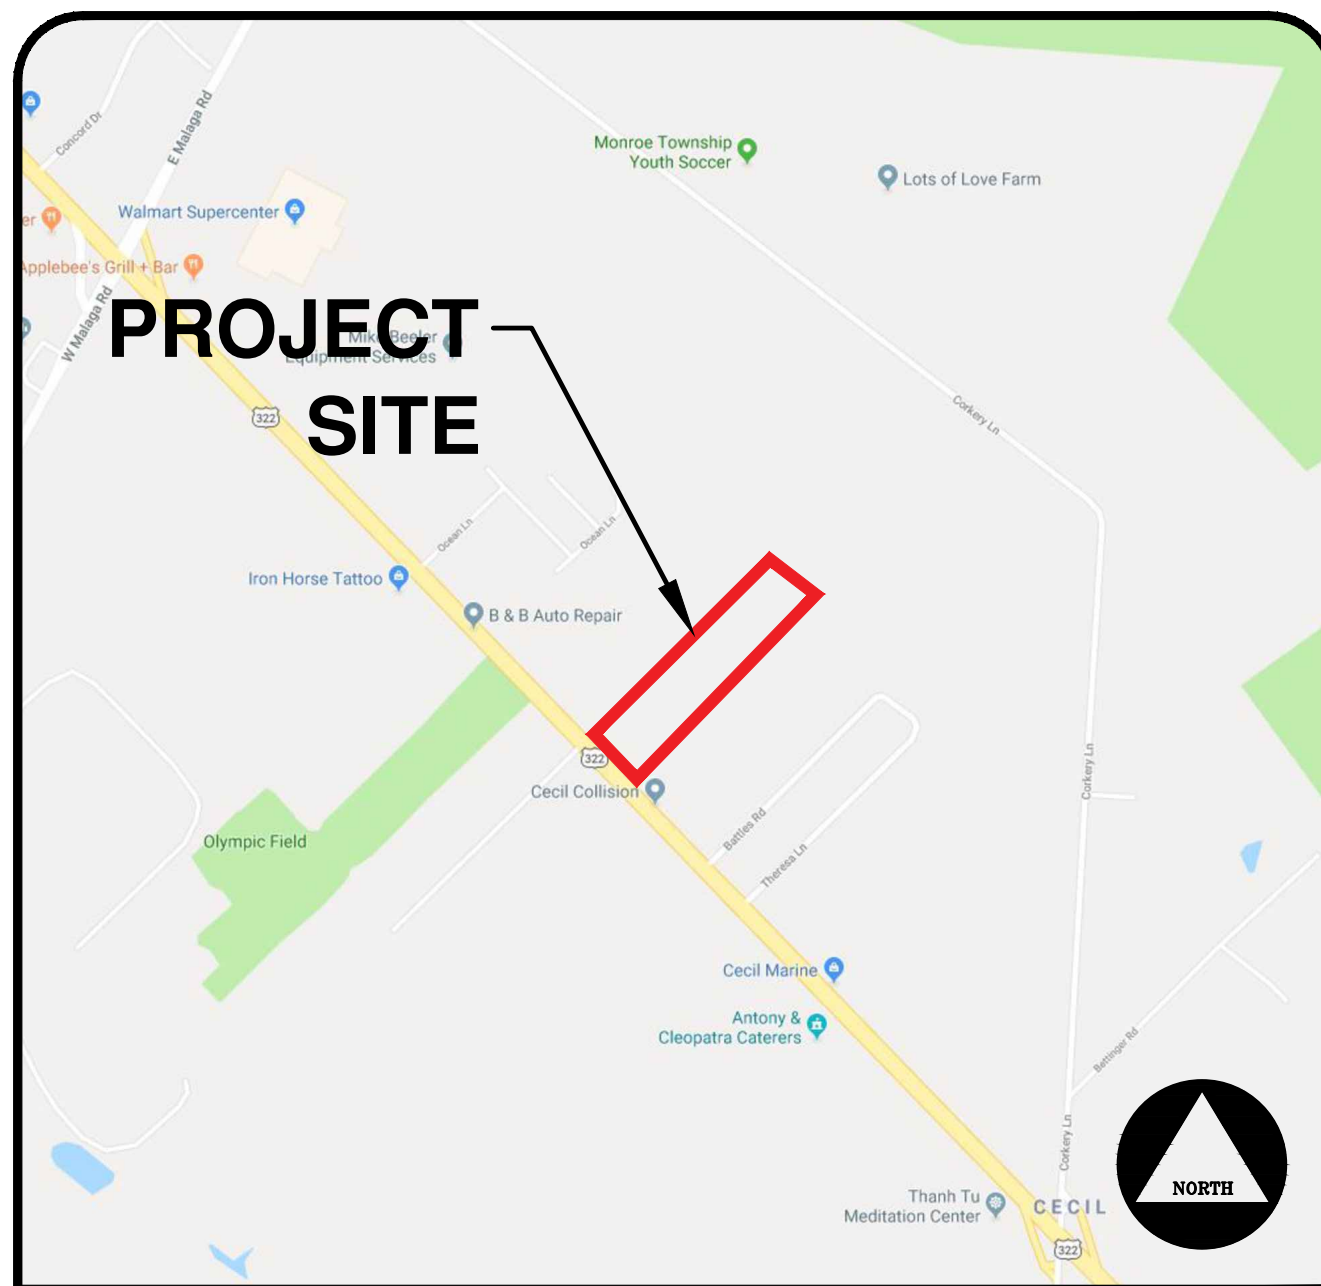 Concord Dr
E Malaga Rd
Monroe Township
Youth Soccer
Lots of Love Farm
Walmart Supercenter
er
Applebee's Grill + Bar
W Malaga Rd
PROJECT
SITE
Mike Beeler
Equipment Services
322
Corkery Ln
Ocean Ln
Ocean Ln
Iron Horse Tattoo
B & B Auto Repair
322
Cecil Collision
Corkery Ln
Battles Rd
Theresa Ln
Olympic Field
Cecil Marine
Antony &
Cleopatra Caterers
Bettinger Rd
Corkery Ln
NORTH
Thanh Tu
Meditation Center
CECIL
322